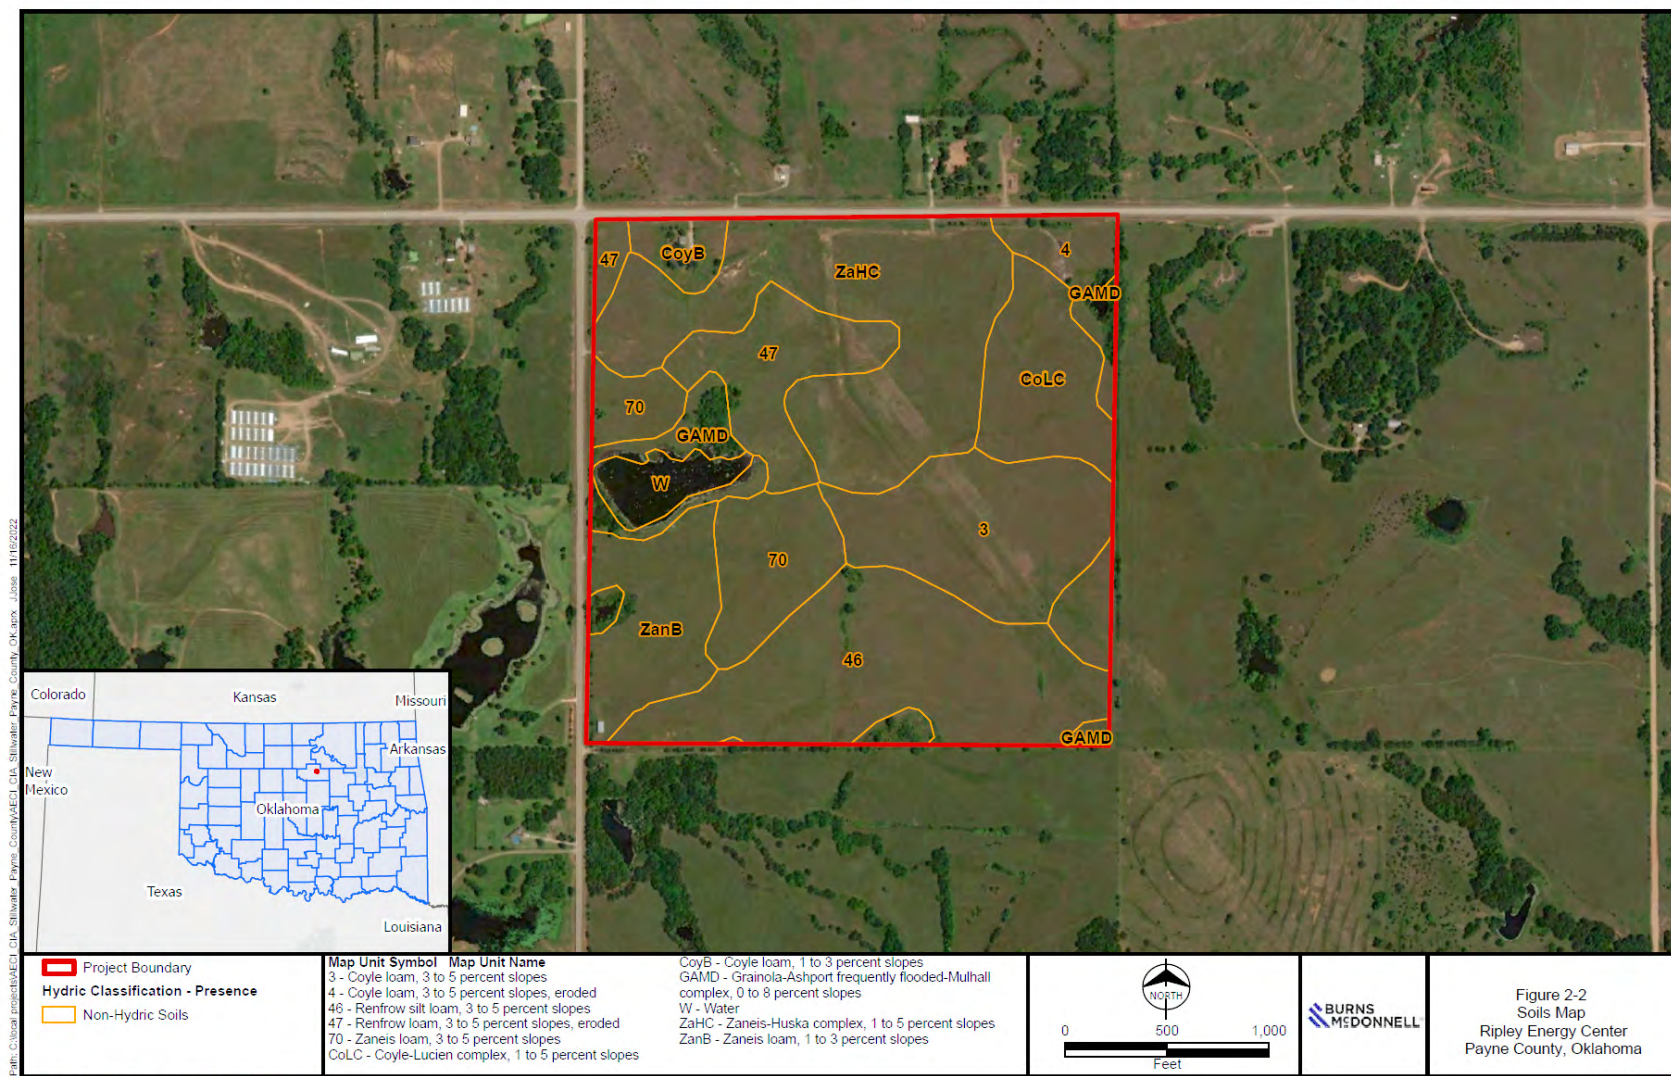 47
CoyB
ZaHC
4
GAMD
47
CoLC
70
GAMD
W
3
70
ZanB
46
GAMD
Colorado
Kansas
Missouri
Arkansas
New
Mexico
Oklahoma
Texas
Louisiana
Project Boundary
Hydric Classification - Presence
Non-Hydric Soils
Map Unit Symbol Map Unit Name
3 - Coyle loam, 3 to 5 percent slopes
4 - Coyle loam, 3 to 5 percent slopes, eroded
46 - Renfrow silt loam, 3 to 5 percent slopes
47 - Renfrow loam, 3 to 5 percent slopes, eroded
70 - Zaneis loam, 3 to 5 percent slopes
CoLC - Coyle-Lucien complex, 1 to 5 percent slopes
CoyB - Coyle loam, 1 to 3 percent slopes
GAMD - Grainola-Ashport frequently flooded-Mulhall
complex, 0 to 8 percent slopes
W - Water
ZaHC - Zaneis-Huska complex, 1 to 5 percent slopes
ZanB - Zaneis loam, 1 to 3 percent slopes
NORTH
0 500 1,000
Feet
BURNS
McDONNELL
Figure 2-2
Soils Map
Ripley Energy Center
Payne County, Oklahoma
11/16/2022